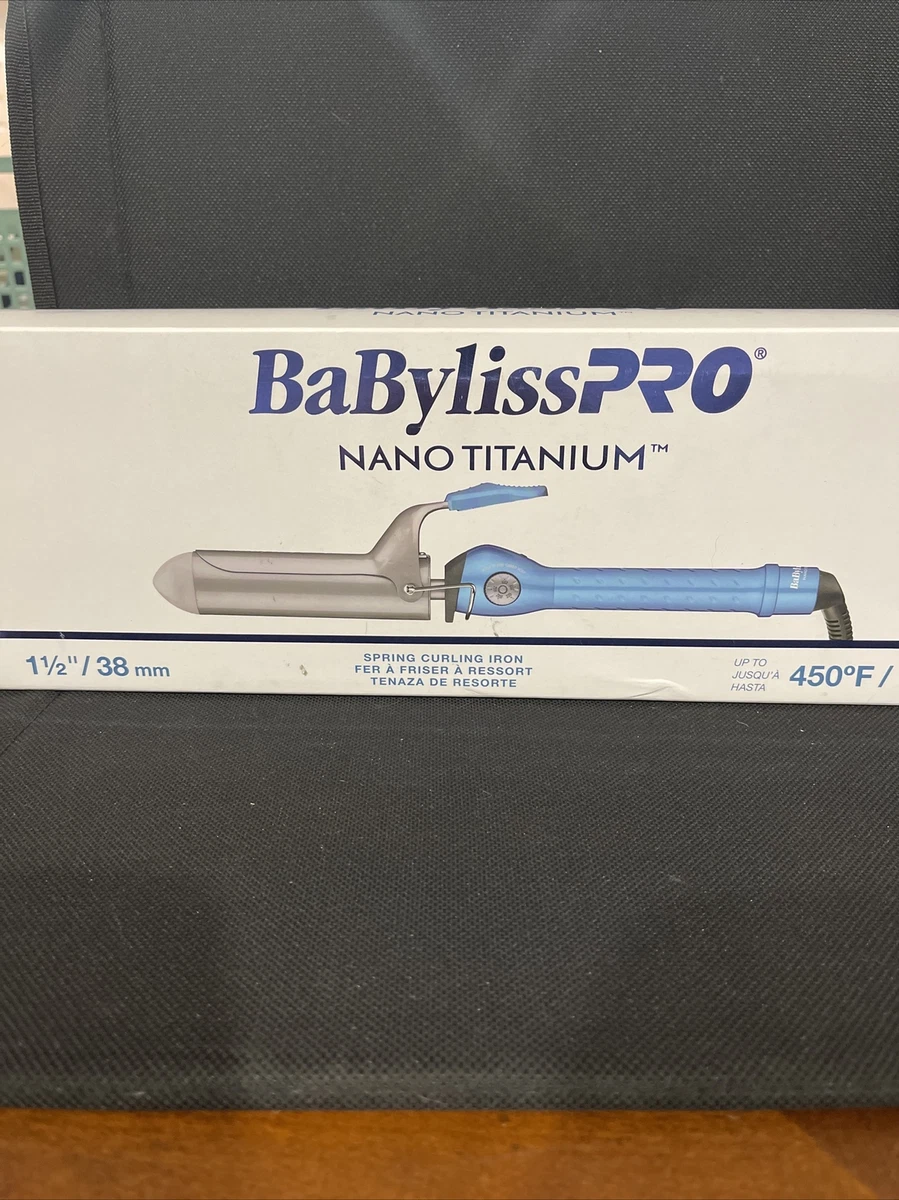 NANO TITANIUM™
BaBylissPRO®
NANO TITANIUM™
1½" / 38 mm
SPRING CURLING IRON
FER À FRISER À RESSORT
TENAZA DE RESORTE
UP TO
JUSQU'À
HASTA
450ºF /